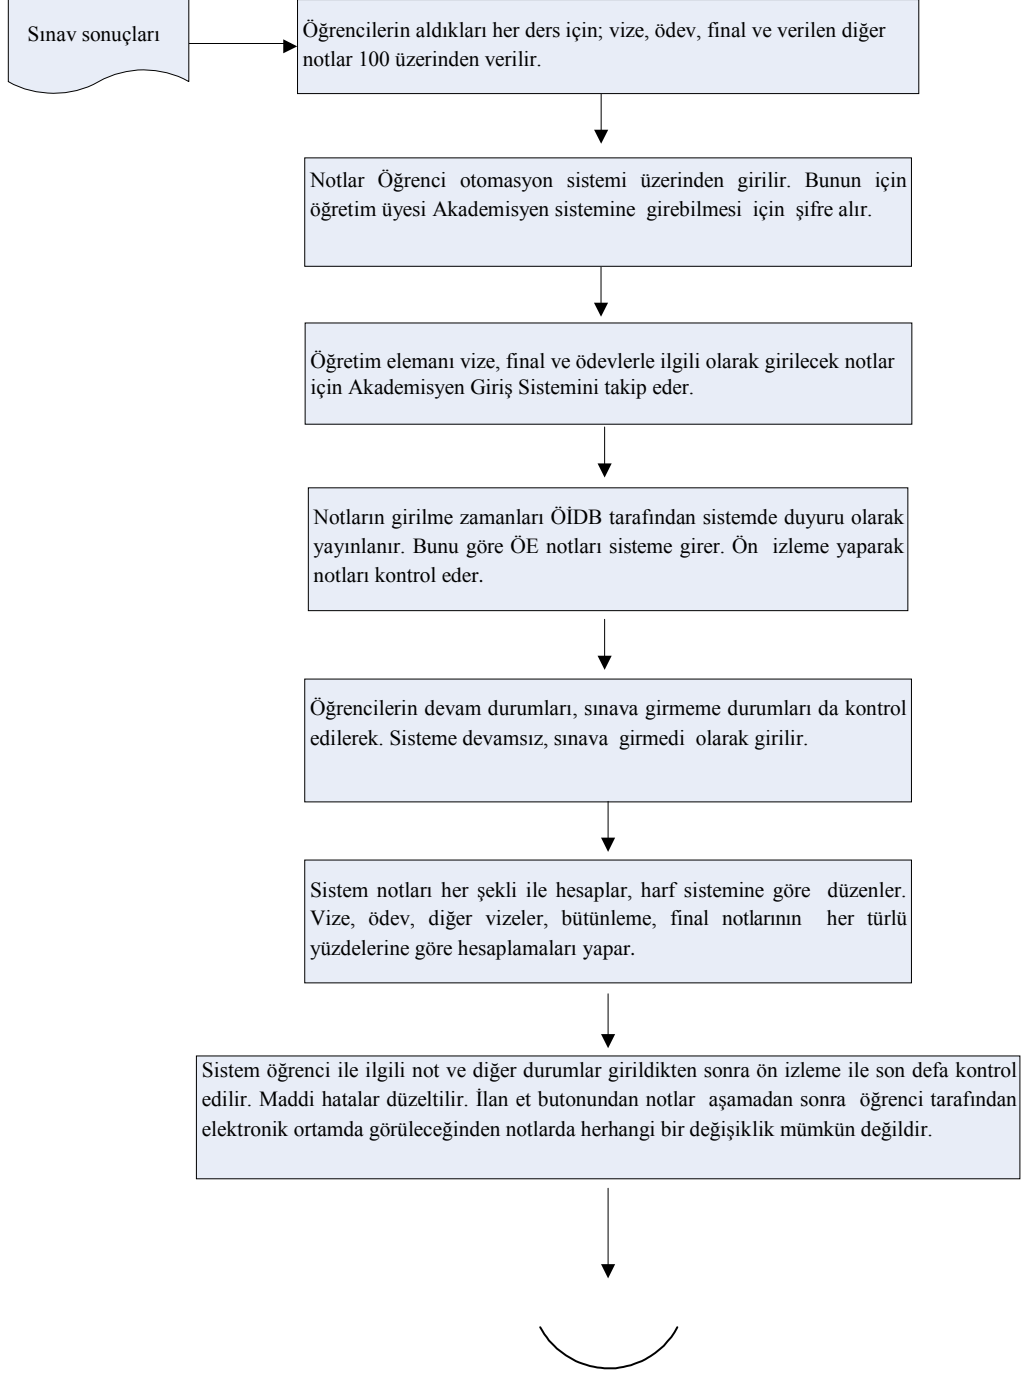 Sınav sonuçları
Öğrencilerin aldıkları her ders için; vize, ödev, final ve verilen diğer
notlar 100 üzerinden verilir.
Notlar Öğrenci otomasyon sistemi üzerinden girilir. Bunun için
öğretim üyesi Akademisyen sistemine girebilmesi için şifre alır.
Öğretim elemanı vize, final ve ödevlerle ilgili olarak girilecek notlar
için Akademisyen Giriş Sistemini takip eder.
Notların girilme zamanları ÖİDB tarafından sistemde duyuru olarak
yayınlanır. Bunu göre ÖE notları sisteme girer. Ön izleme yaparak
notları kontrol eder.
Öğrencilerin devam durumları, sınava girmeme durumları da kontrol
edilerek. Sisteme devamsız, sınava girmedi olarak girilir.
Sistem notları her şekli ile hesaplar, harf sistemine göre düzenler.
Vize, ödev, diğer vizeler, bütünleme, final notlarının her türlü
yüzdelerine göre hesaplamaları yapar.
Sistem öğrenci ile ilgili not ve diğer durumlar girildikten sonra ön izleme ile son defa kontrol
edilir. Maddi hatalar düzeltilir. İlan et butonundan notlar aşamadan sonra öğrenci tarafından
elektronik ortamda görüleceğinden notlarda herhangi bir değişiklik mümkün değildir.